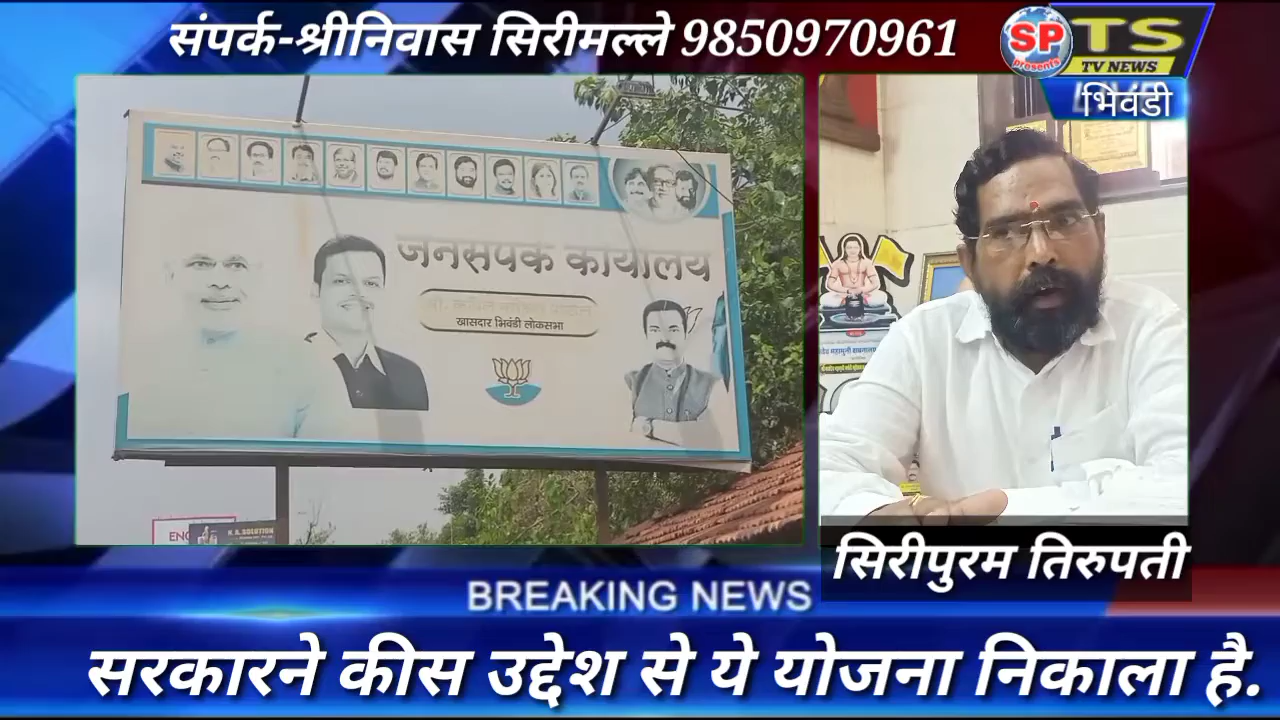 संपर्क-श्रीनिवास सिरीमल्ले 9850970961
SP
presents
TS
TV NEWS
भिवंडी
जनसंपर्क कार्यालय
खासदार भिवंडी लोकसभा
सिरीपुरम तिरुपती
BREAKING NEWS
सरकारने कीस उद्देश से ये योजना निकाला है.